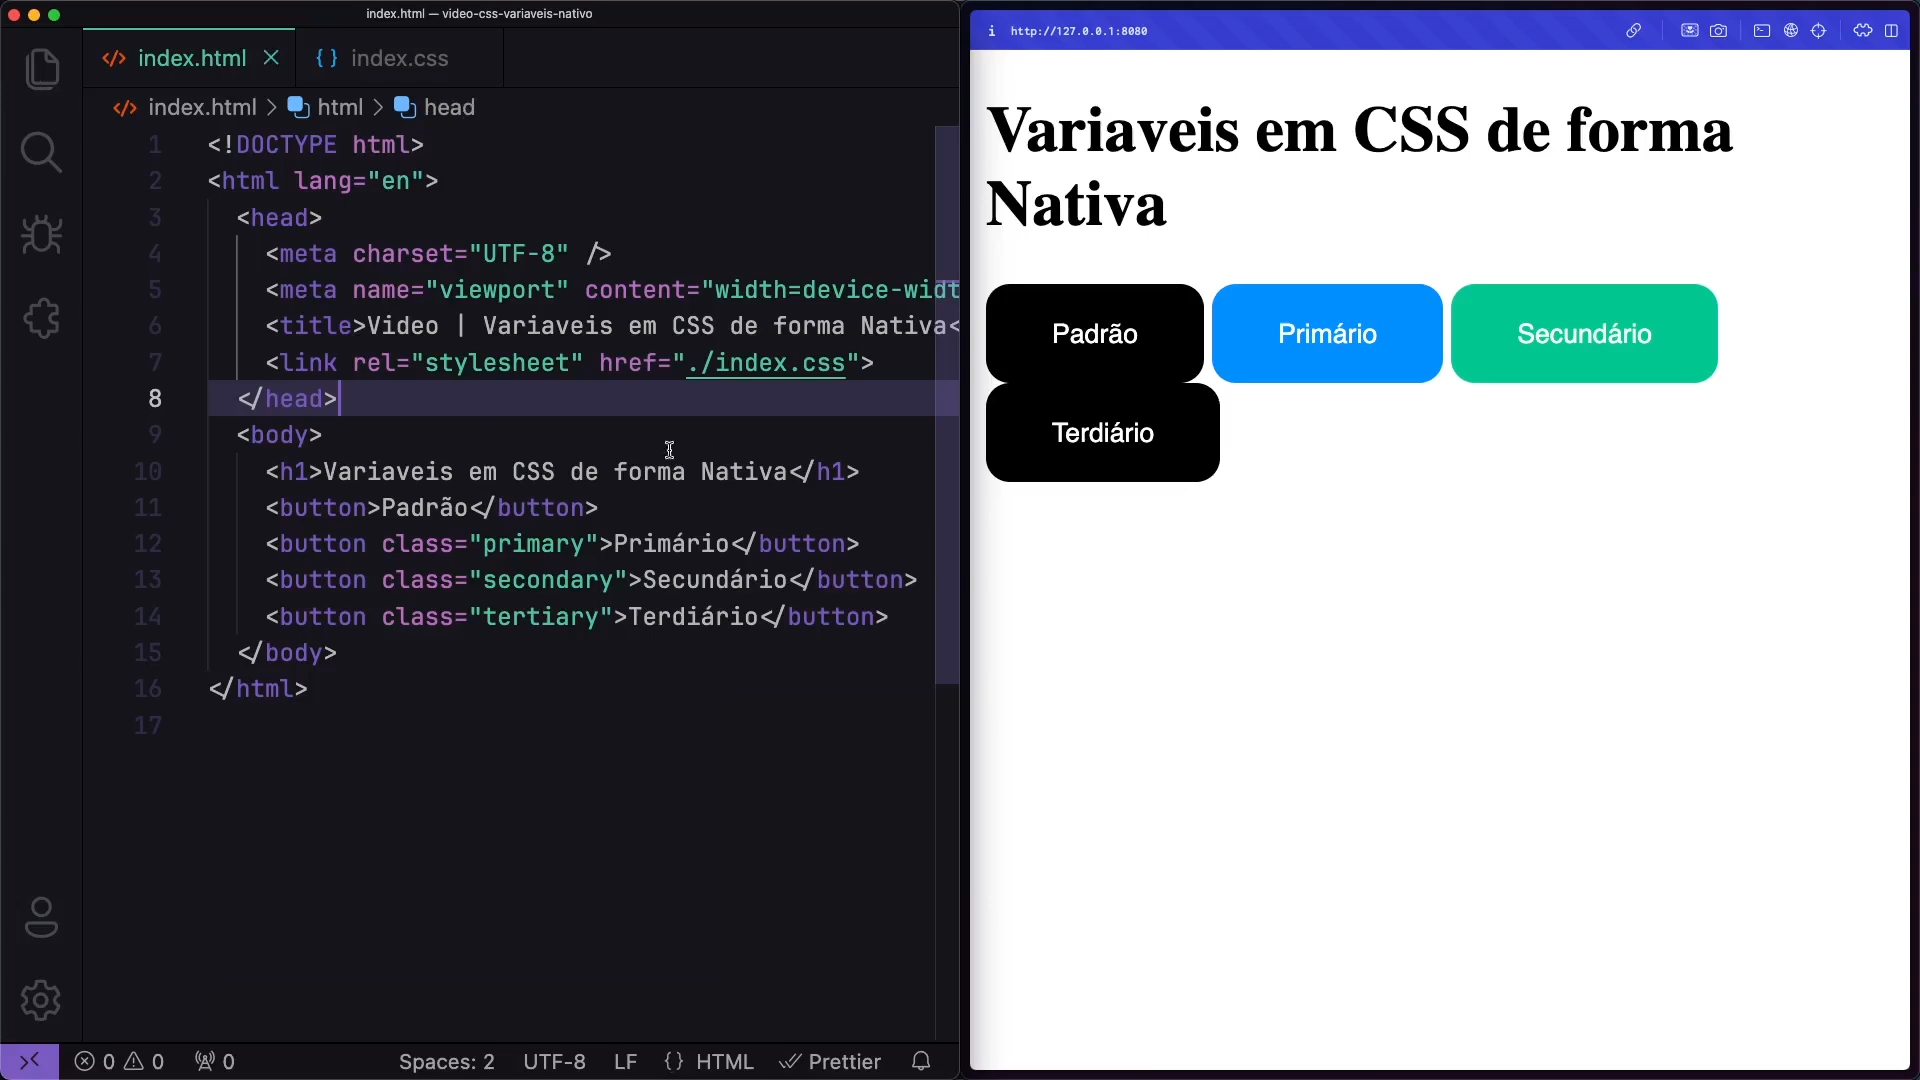 index.html — video-css-variaveis-nativo
index.html
index.css
index.html > html > head
1 <!DOCTYPE html>
2 <html lang="en">
3 <head>
4 <meta charset="UTF-8" />
5 <meta name="viewport" content="width=device-widt
6 <title>Video | Variaveis em CSS de forma Nativa<
7 <link rel="stylesheet" href="./index.css">
8 </head>
9 <body>
10 <h1>Variaveis em CSS de forma Nativa</h1>
11 <button>Padrão</button>
12 <button class="primary">Primário</button>
13 <button class="secondary">Secundário</button>
14 <button class="tertiary">Terdiário</button>
15 </body>
16 </html>
17
0 0 0 Spaces: 2 UTF-8 LF {} HTML Prettier
i http://127.0.0.1:8080
Variaveis em CSS de forma
Nativa
Padrão Primário Secundário
Terdiário